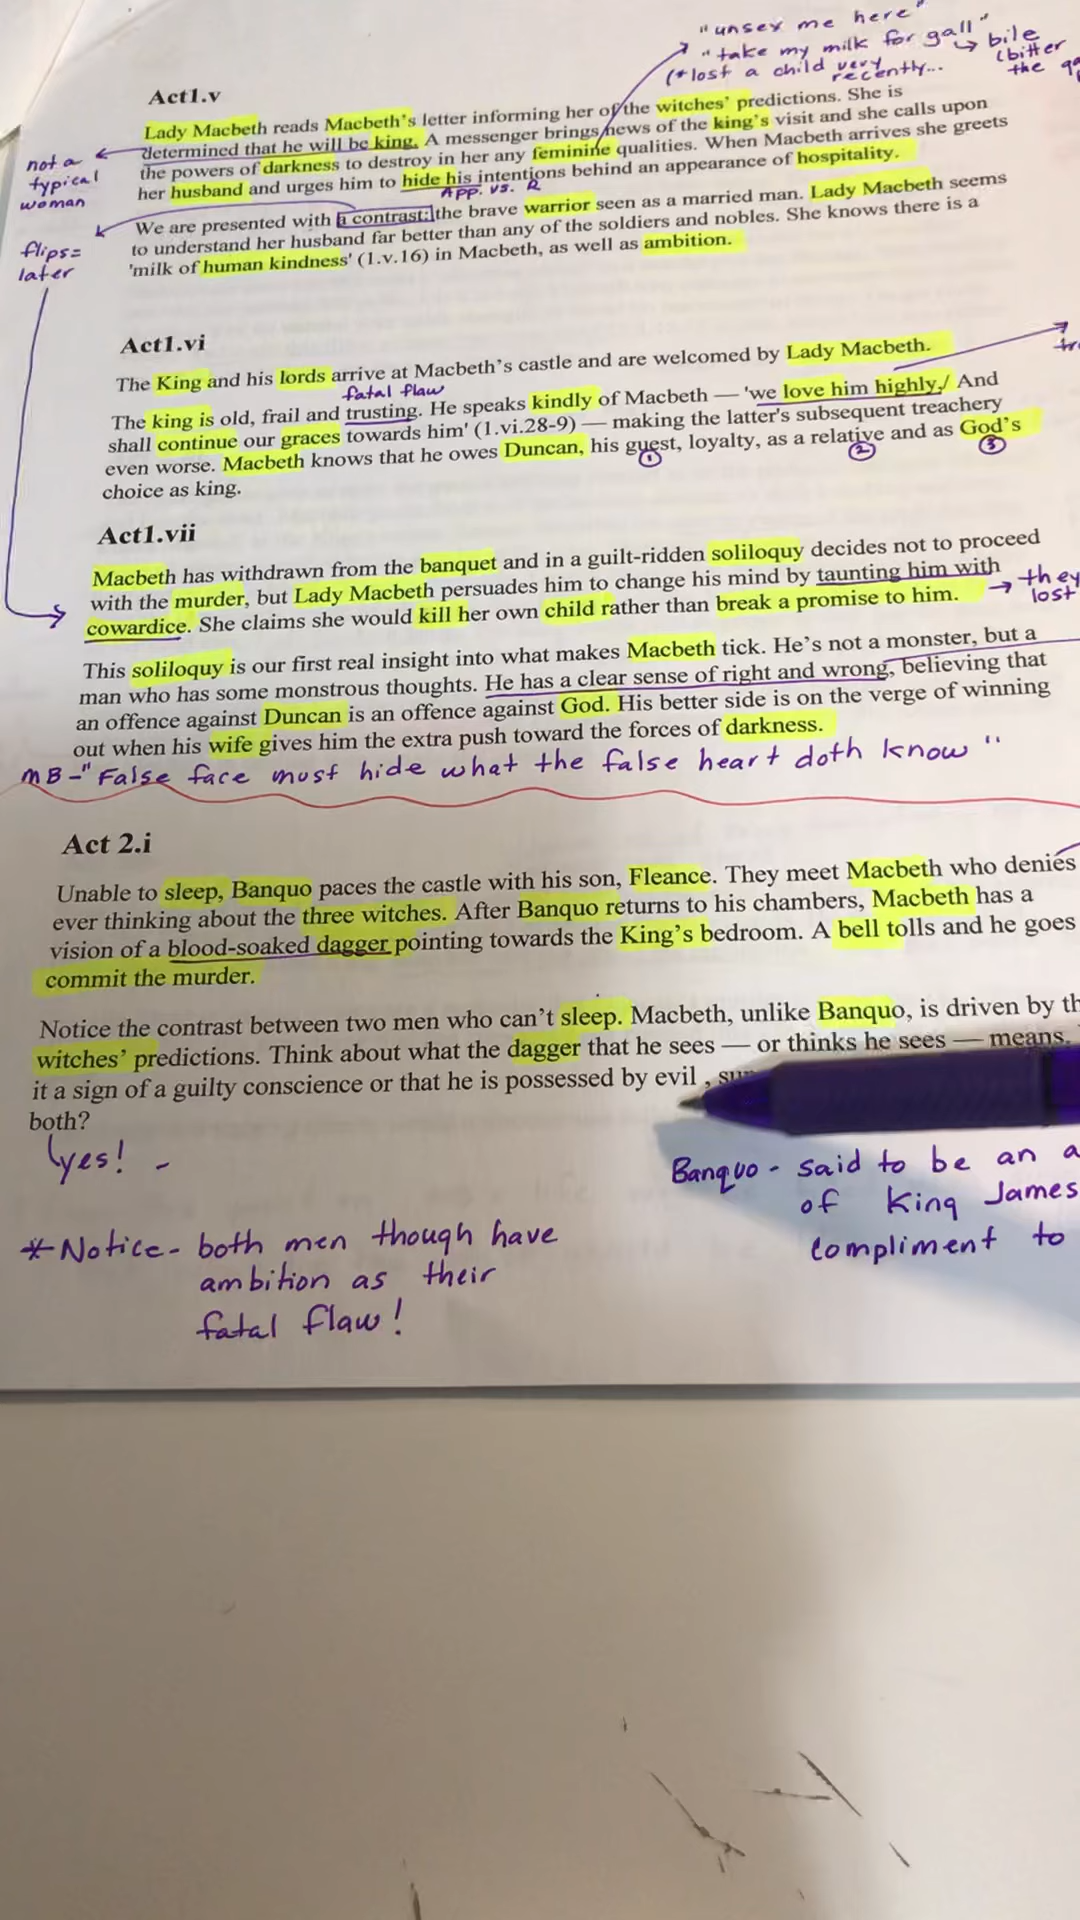 "unsex me here"
"take my milk for gall" → bile
(bitter
(* lost a child very recently...
the
Act1.v
Lady Macbeth reads Macbeth's letter informing her of the witches' predictions. She is
determined that he will be king. A messenger brings news of the king's visit and she calls upon
the powers of darkness to destroy in her any feminine qualities. When Macbeth arrives she greets
her husband and urges him to hide his intentions behind an appearance of hospitality.
not a
typical
woman
APP. vs. R
We are presented with a contrast: the brave warrior seen as a married man. Lady Macbeth seems
to understand her husband far better than any of the soldiers and nobles. She knows there is a
'milk of human kindness' (1.v.16) in Macbeth, as well as ambition.
flips=
later
Act1.vi
The King and his lords arrive at Macbeth's castle and are welcomed by Lady Macbeth.
fatal flaw
The king is old, frail and trusting. He speaks kindly of Macbeth — 'we love him highly,/ And
shall continue our graces towards him' (1.vi.28-9) — making the latter's subsequent treachery
even worse. Macbeth knows that he owes Duncan, his guest, loyalty, as a relative and as God's
1 2 3
choice as king.
Act1.vii
Macbeth has withdrawn from the banquet and in a guilt-ridden soliloquy decides not to proceed
with the murder, but Lady Macbeth persuades him to change his mind by taunting him with
cowardice. She claims she would kill her own child rather than break a promise to him.
→ they
lost
This soliloquy is our first real insight into what makes Macbeth tick. He's not a monster, but a
man who has some monstrous thoughts. He has a clear sense of right and wrong, believing that
an offence against Duncan is an offence against God. His better side is on the verge of winning
out when his wife gives him the extra push toward the forces of darkness.
MB - "False face must hide what the false heart doth know"
Act 2.i
Unable to sleep, Banquo paces the castle with his son, Fleance. They meet Macbeth who denies
ever thinking about the three witches. After Banquo returns to his chambers, Macbeth has a
vision of a blood-soaked dagger pointing towards the King's bedroom. A bell tolls and he goes
commit the murder.
Notice the contrast between two men who can't sleep. Macbeth, unlike Banquo, is driven by
witches' predictions. Think about what the dagger that he sees — or thinks he sees — means.
it a sign of a guilty conscience or that he is possessed by evil,
both?
yes! -
Banquo - said to be an
of King James
compliment to
* Notice - both men though have
ambition as their
fatal flaw!